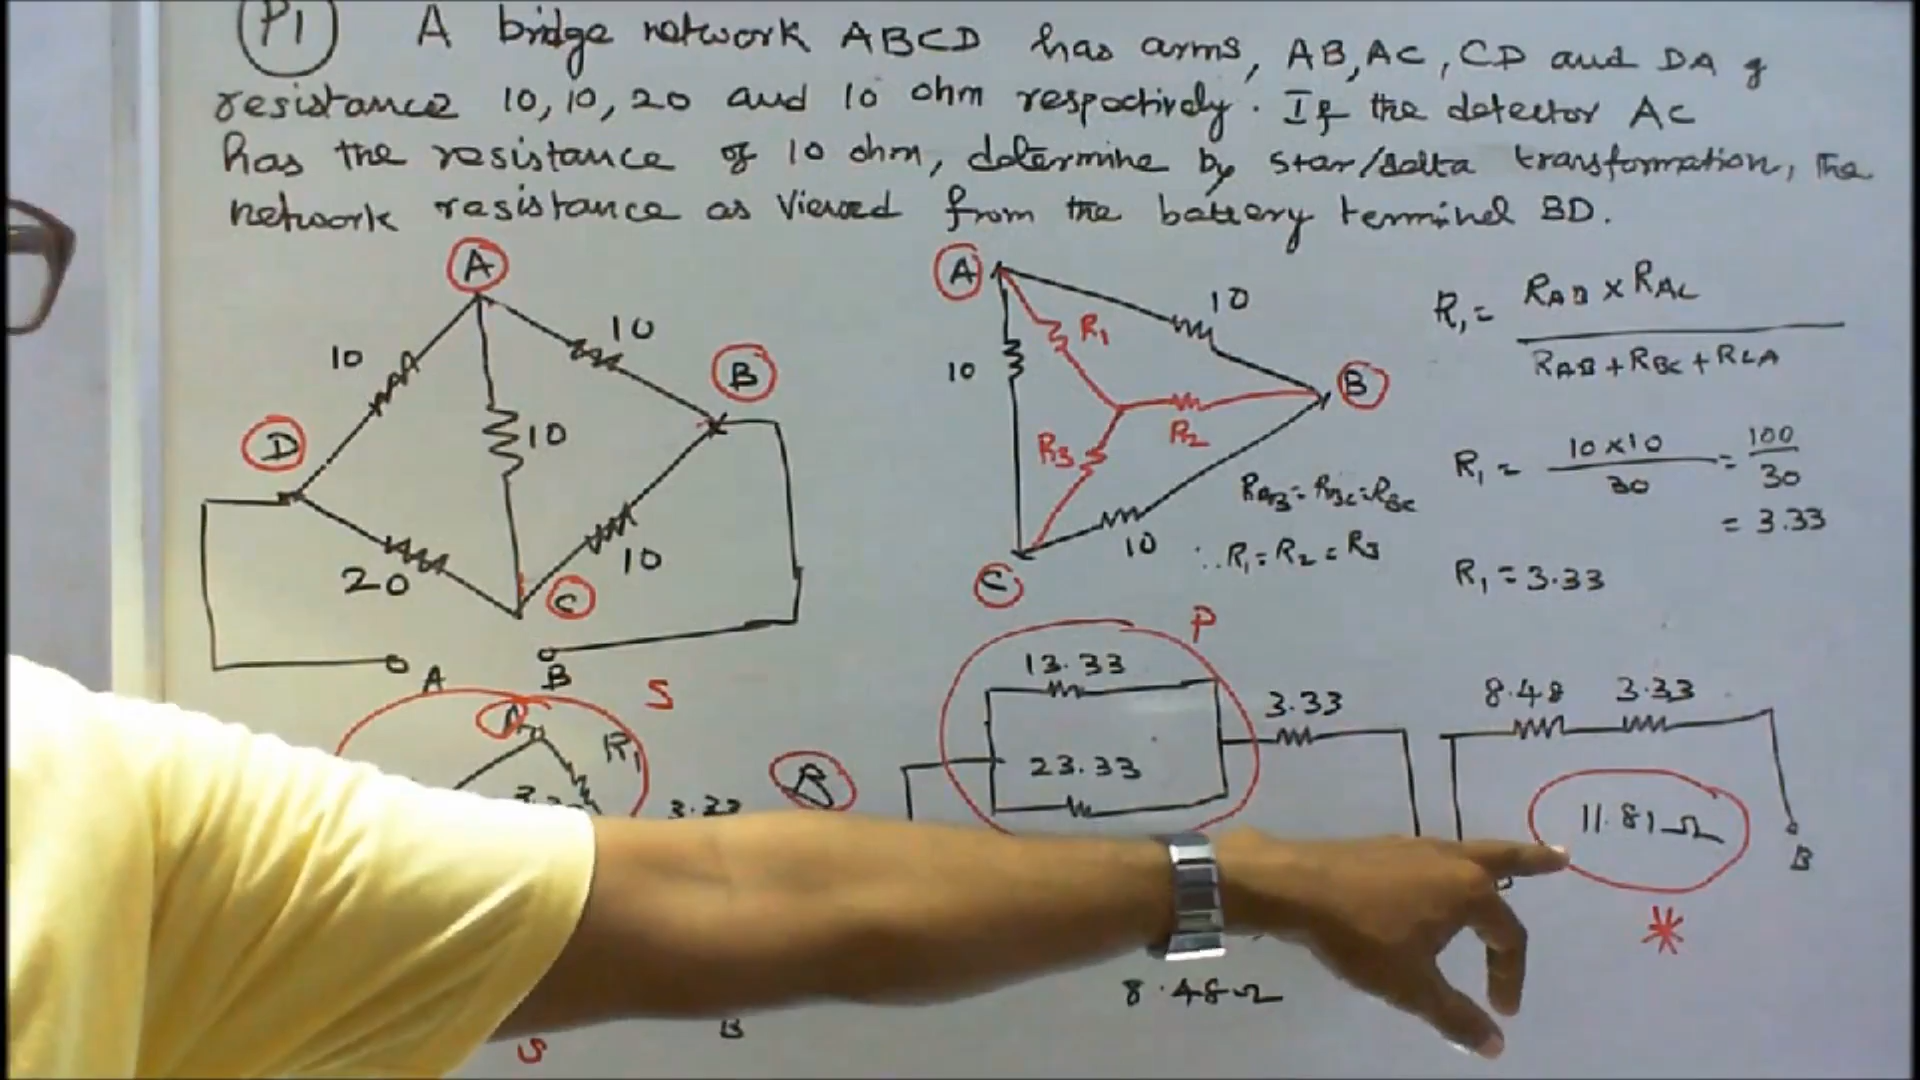 P1 A bridge network ABCD has arms, AB, AC, CD and DA of
resistance 10, 10, 20 and 10 ohm respectively. If the detector AC
has the resistance of 10 ohm, determine by star/delta transformation, the
network resistance as viewed from the battery terminal BD.
A
10
10
B
D
10
20
10
C
A
B
A
10
R1
10
B
R3
R2
10
C
RAB = RBC = RBC
∴ R1 = R2 = R3
R1 = RAB × RAC
RAB + RBC + RCA
R1 = 10 × 10 = 100
30 30
= 3.33
R1 = 3.33
S
R1
3.33
B
S
P
13.33
23.33
3.33
8.48 Ω
8.48 3.33
11.81 Ω
B
*